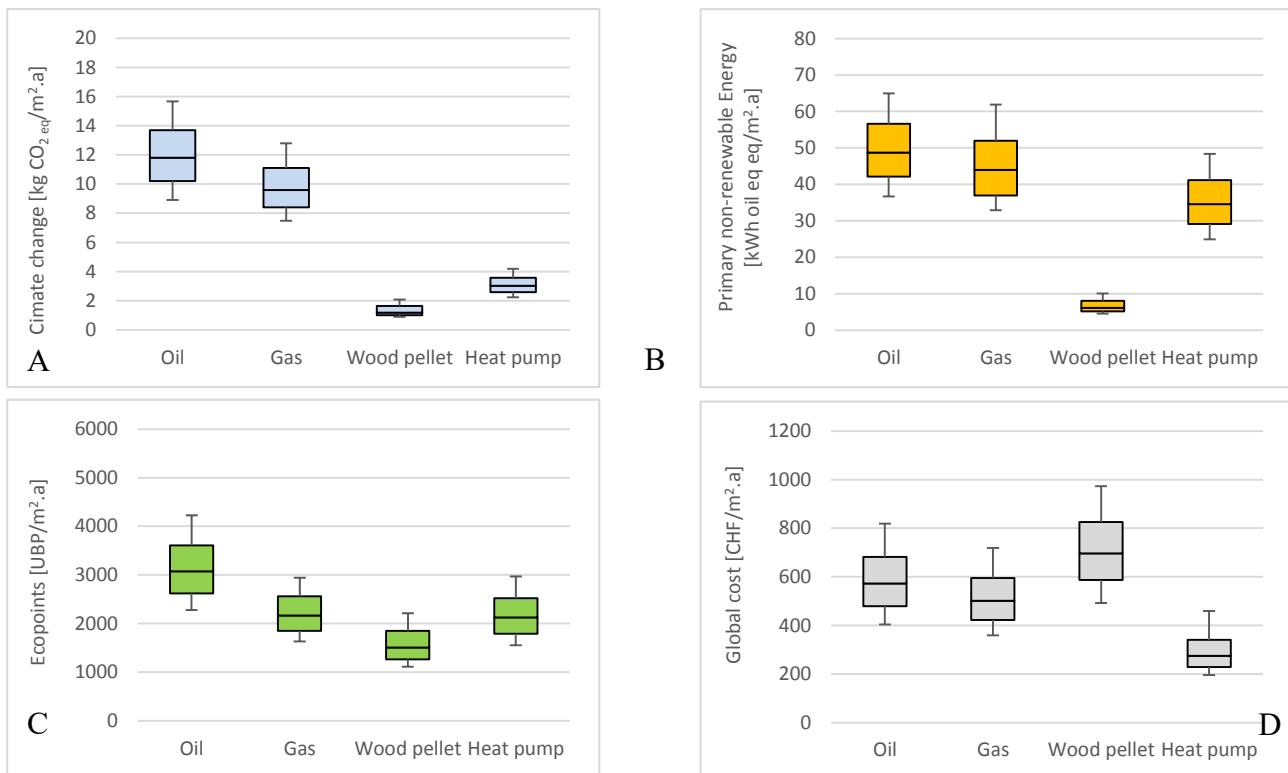 Cimate change [kg CO2 eq/m².a]
20
18
16
14
12
10
8
6
4
2
0
Oil Gas Wood pellet Heat pump
A
Primary non-renewable Energy
[kWh oil eq eq/m².a]
80
70
60
50
40
30
20
10
0
Oil Gas Wood pellet Heat pump
B
Ecopoints [UBP/m².a]
6000
5000
4000
3000
2000
1000
0
Oil Gas Wood pellet Heat pump
C
Global cost [CHF/m².a]
1200
1000
800
600
400
200
0
Oil Gas Wood pellet Heat pump
D